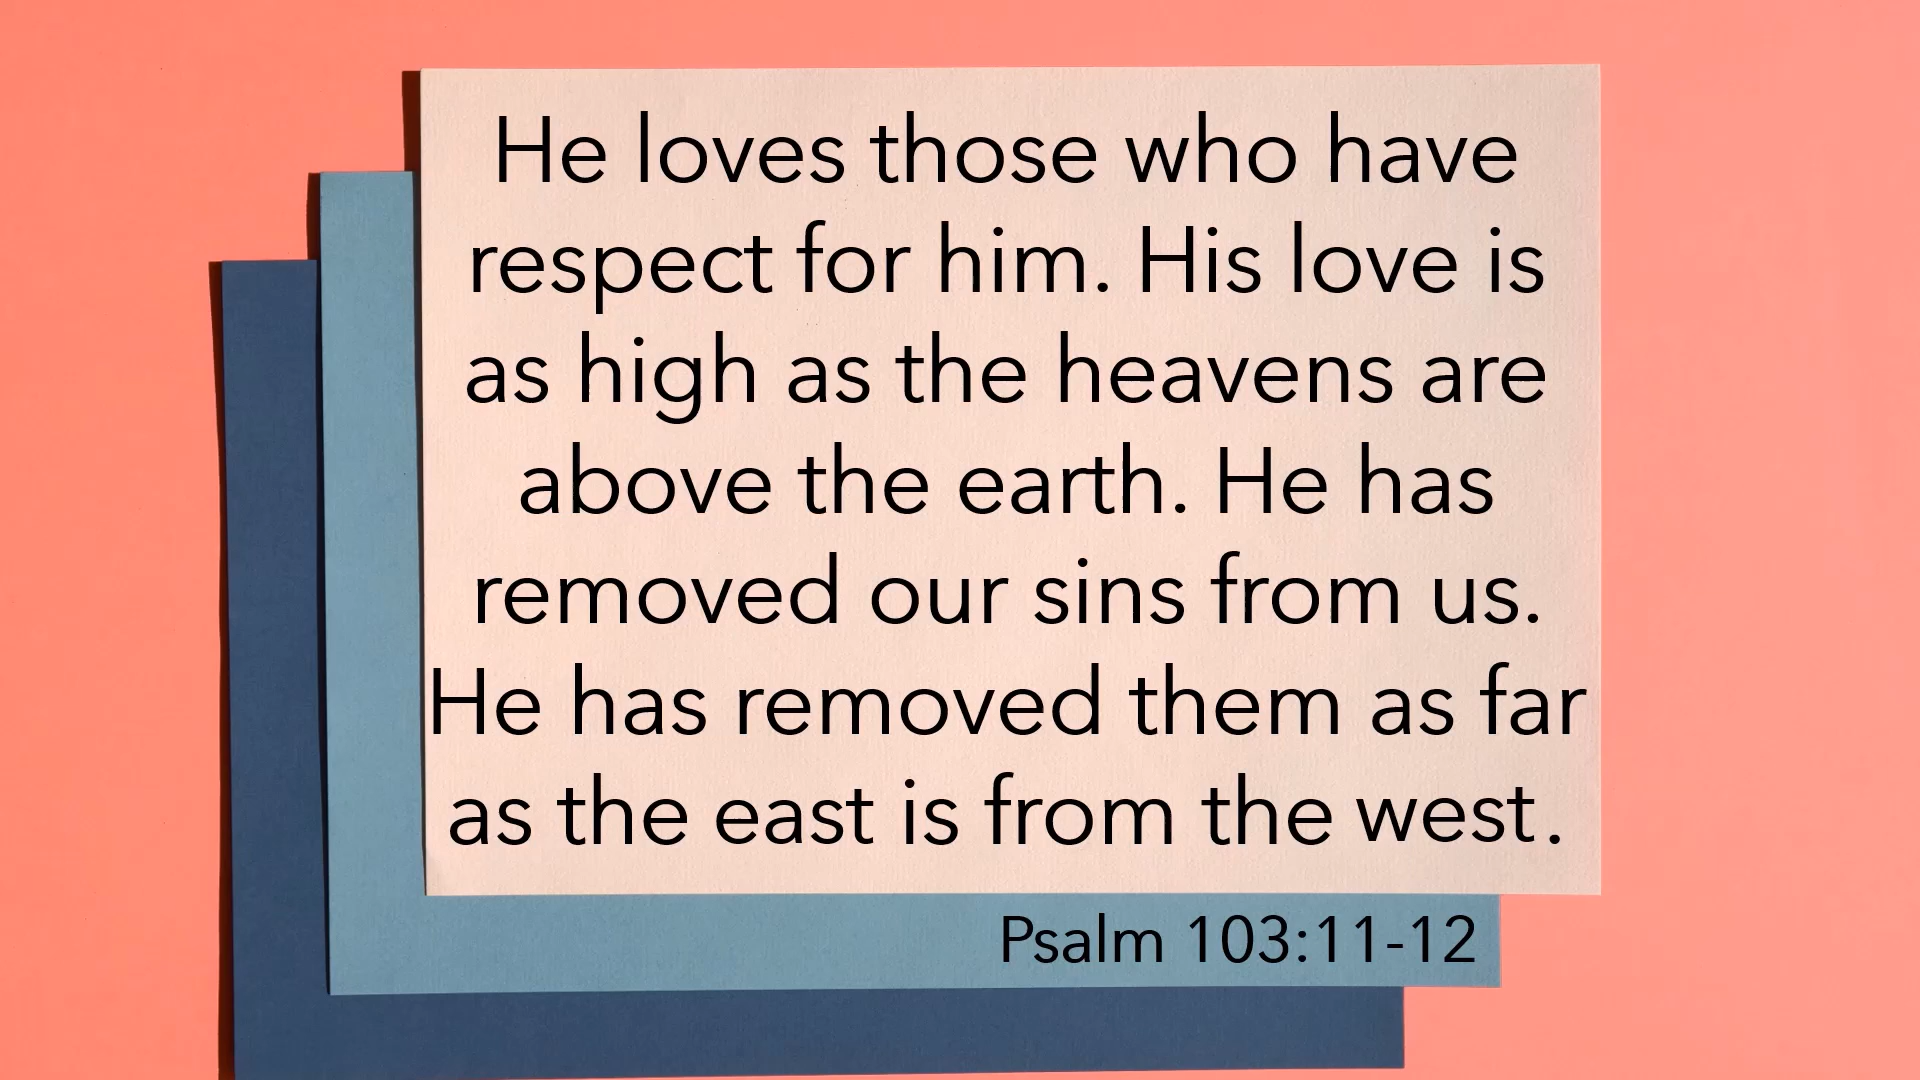 He loves those who have
respect for him. His love is
as high as the heavens are
above the earth. He has
removed our sins from us.
He has removed them as far
as the east is from the west.
Psalm 103:11-12